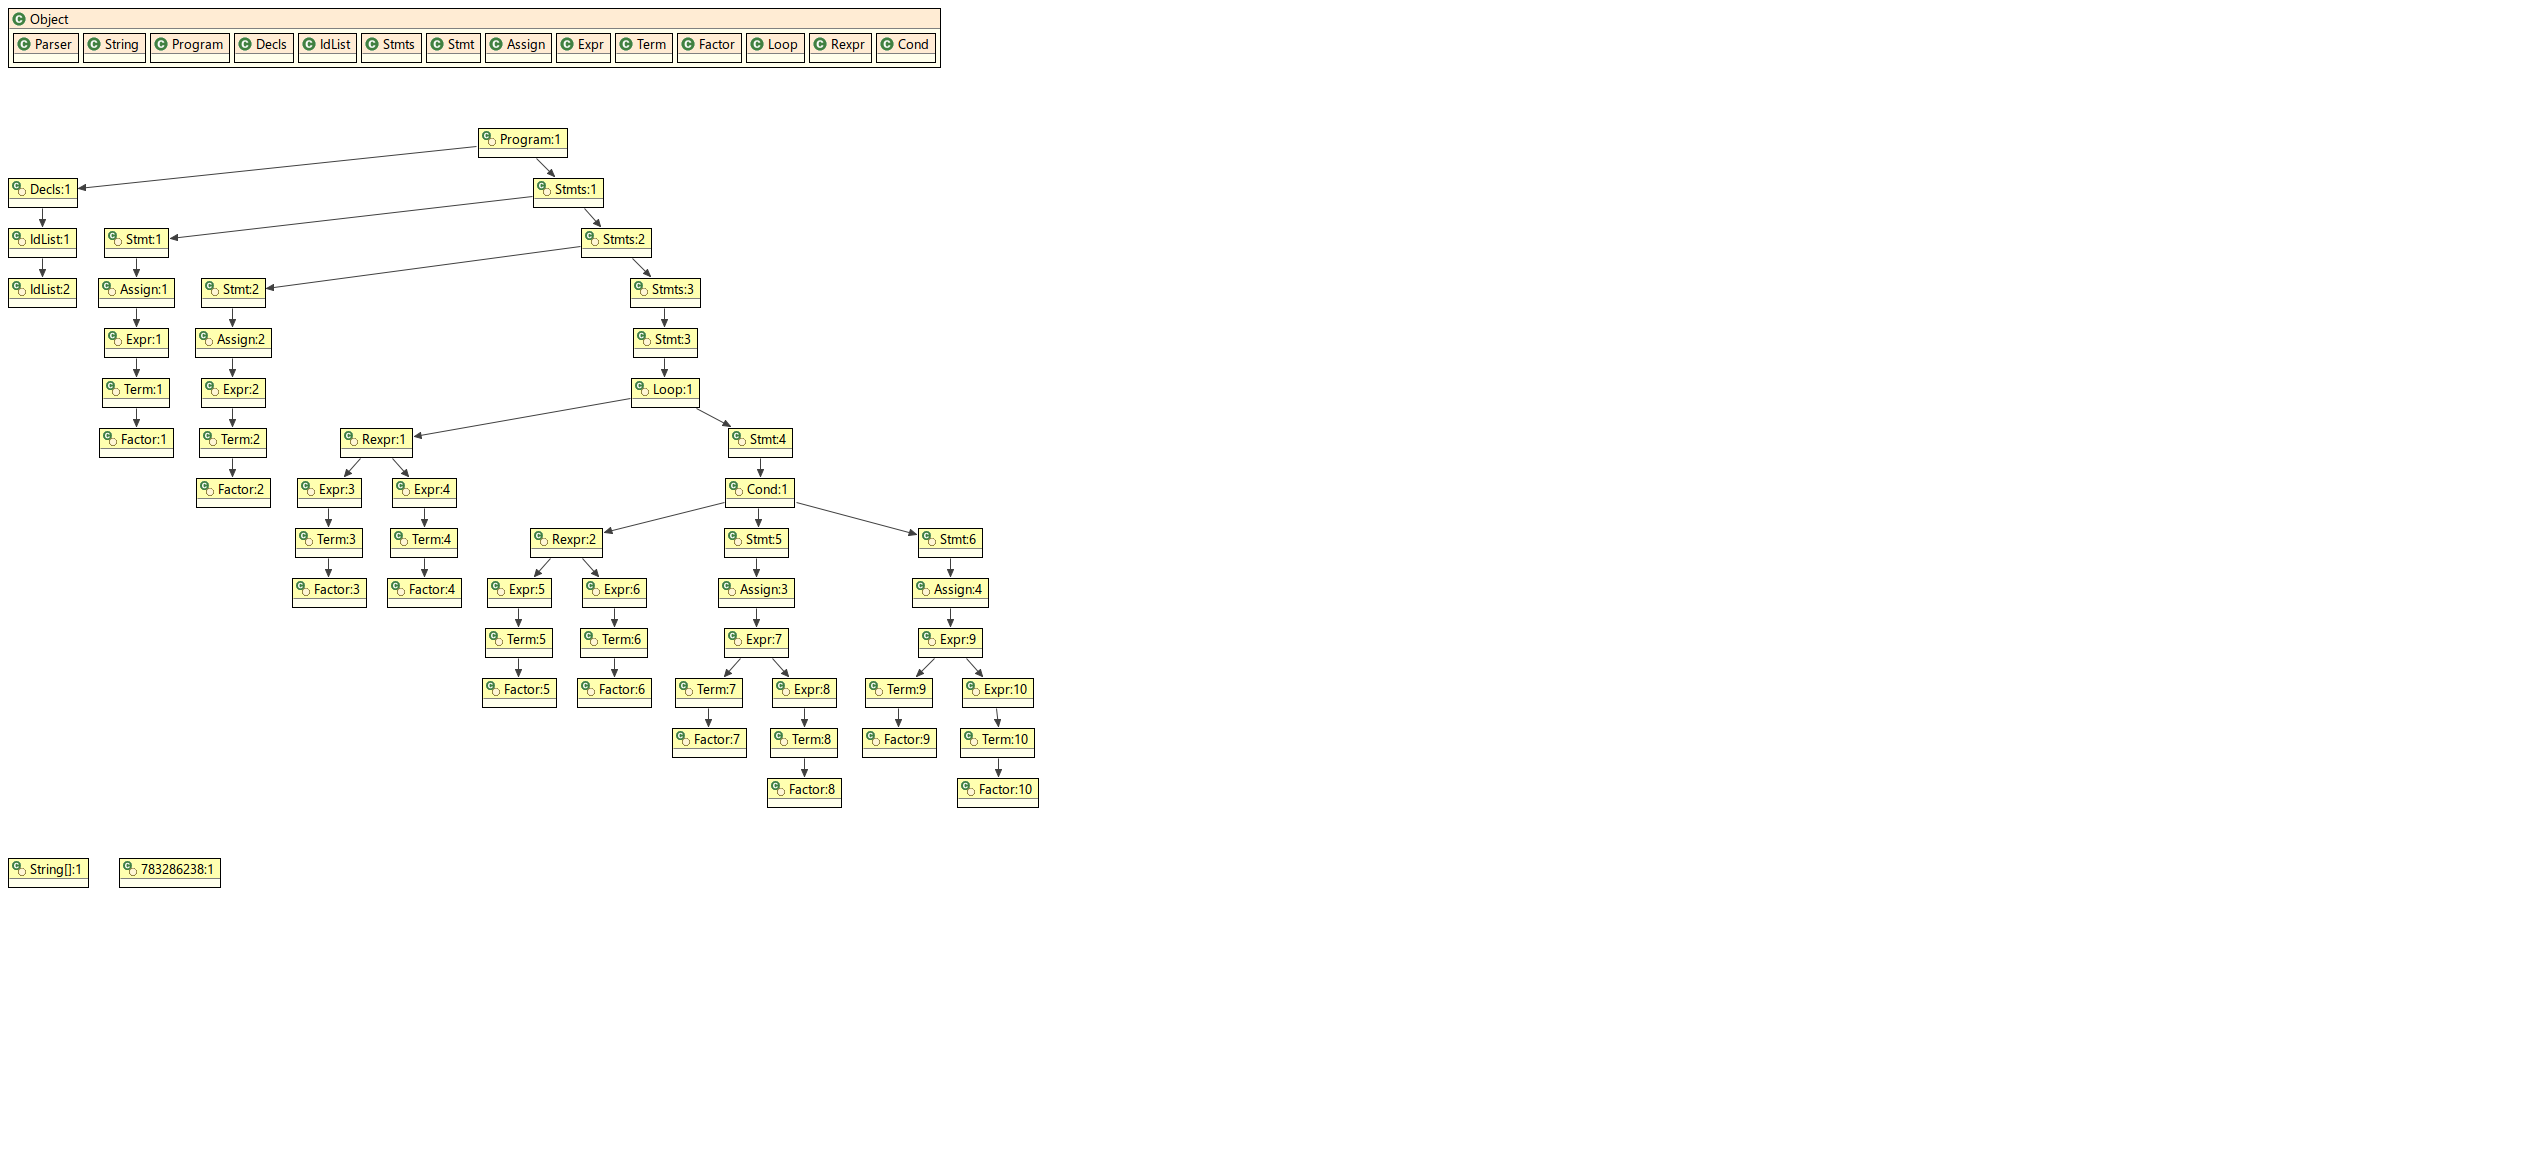 Object
Parser String Program Decls IdList Stmts Stmt Assign Expr Term Factor Loop Rexpr Cond
Program:1
Decls:1 Stmts:1
IdList:1 Stmt:1 Stmts:2
IdList:2 Assign:1 Stmt:2 Stmts:3
Expr:1 Assign:2 Stmt:3
Term:1 Expr:2 Loop:1
Factor:1 Term:2 Rexpr:1 Stmt:4
Factor:2 Expr:3 Expr:4 Cond:1
Term:3 Term:4 Rexpr:2 Stmt:5 Stmt:6
Factor:3 Factor:4 Expr:5 Expr:6 Assign:3 Assign:4
Term:5 Term:6 Expr:7 Expr:9
Factor:5 Factor:6 Term:7 Expr:8 Term:9 Expr:10
Factor:7 Term:8 Factor:9 Term:10
Factor:8 Factor:10
String[]:1 783286238:1